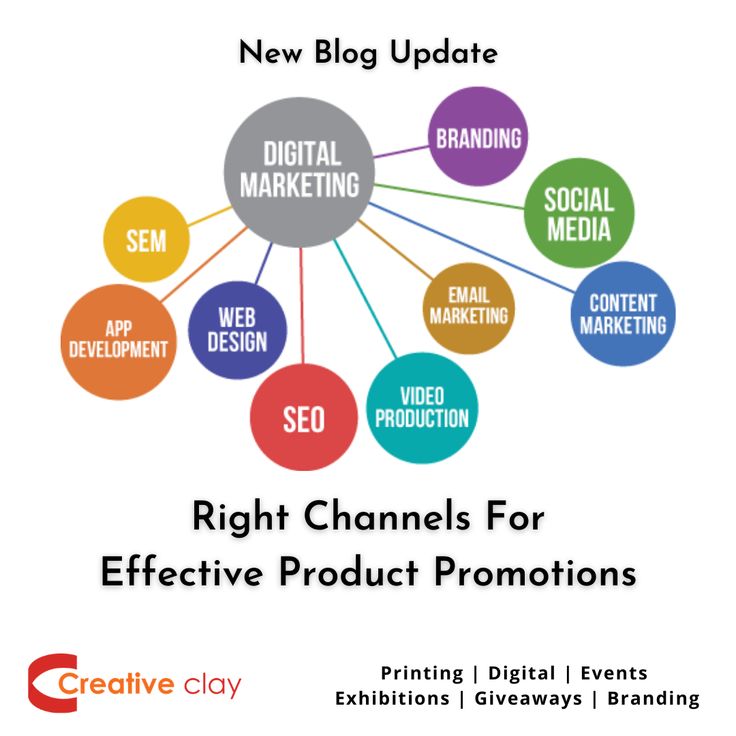 New Blog Update
DIGITAL
MARKETING
BRANDING
SOCIAL
MEDIA
SEM
CONTENT
MARKETING
EMAIL
MARKETING
WEB
DESIGN
APP
DEVELOPMENT
SEO
VIDEO
PRODUCTION
Right Channels For
Effective Product Promotions
Creative clay
Printing | Digital | Events
Exhibitions | Giveaways | Branding